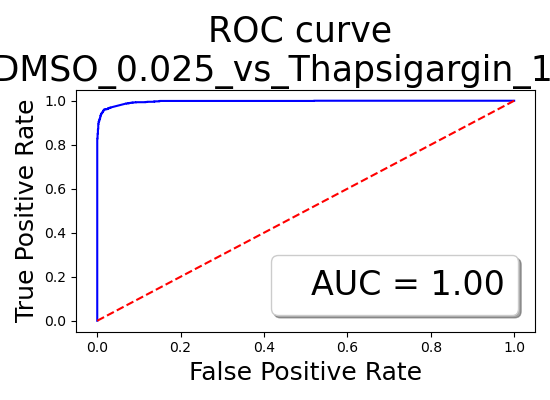 ROC curve
DMSO_0.025_vs_Thapsigargin_1
True Positive Rate
1.0
0.8
0.6
0.4
0.2
0.0
AUC = 1.00
0.0 0.2 0.4 0.6 0.8 1.0
False Positive Rate